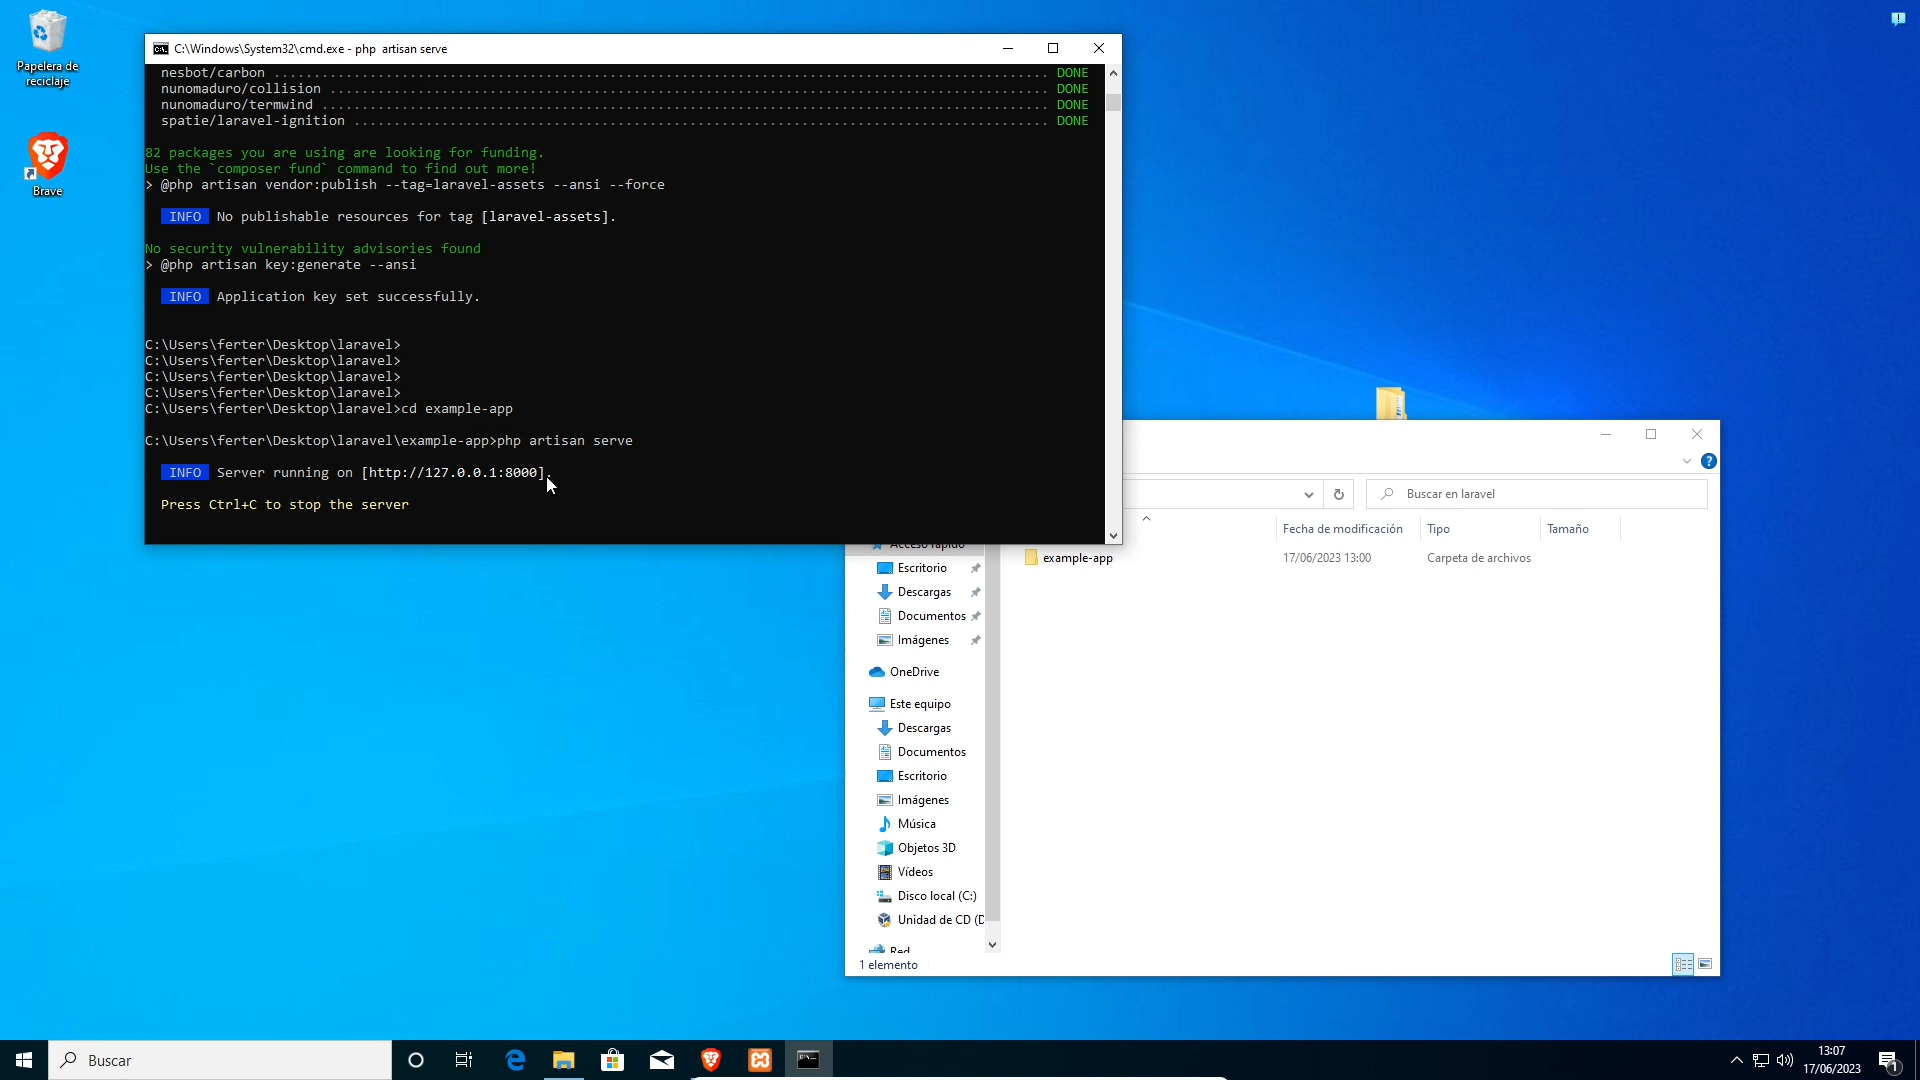 Papelera de
reciclaje
Brave
C:\Windows\System32\cmd.exe - php  artisan serve
nesbot/carbon ................................................................................................. DONE
nunomaduro/collision .......................................................................................... DONE
nunomaduro/termwind ............................................................................................ DONE
spatie/laravel-ignition ....................................................................................... DONE
82 packages you are using are looking for funding.
Use the `composer fund` command to find out more!
> @php artisan vendor:publish --tag=laravel-assets --ansi --force
INFO  No publishable resources for tag [laravel-assets].
No security vulnerability advisories found
> @php artisan key:generate --ansi
INFO  Application key set successfully.
C:\Users\ferter\Desktop\laravel>
C:\Users\ferter\Desktop\laravel>
C:\Users\ferter\Desktop\laravel>
C:\Users\ferter\Desktop\laravel>
C:\Users\ferter\Desktop\laravel>cd example-app
C:\Users\ferter\Desktop\laravel\example-app>php artisan serve
INFO  Server running on [http://127.0.0.1:8000].
Press Ctrl+C to stop the server
Buscar en laravel
Fecha de modificación Tipo Tamaño
example-app 17/06/2023 13:00 Carpeta de archivos
Acceso rápido
Escritorio
Descargas
Documentos
Imágenes
OneDrive
Este equipo
Descargas
Documentos
Escritorio
Imágenes
Música
Objetos 3D
Vídeos
Disco local (C:)
Unidad de CD (D
Red
1 elemento
Buscar
13:07
17/06/2023
1